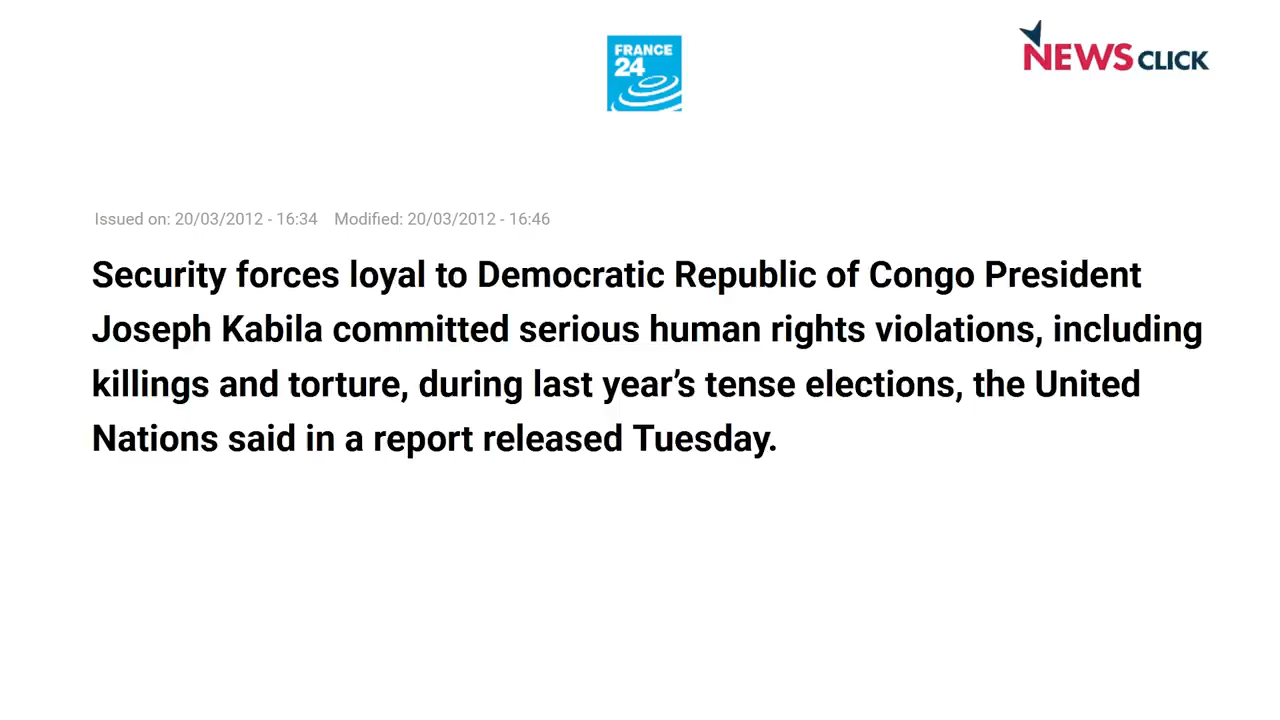 FRANCE
24
NEWSCLICK
Issued on: 20/03/2012 - 16:34 Modified: 20/03/2012 - 16:46
Security forces loyal to Democratic Republic of Congo President
Joseph Kabila committed serious human rights violations, including
killings and torture, during last year’s tense elections, the United
Nations said in a report released Tuesday.